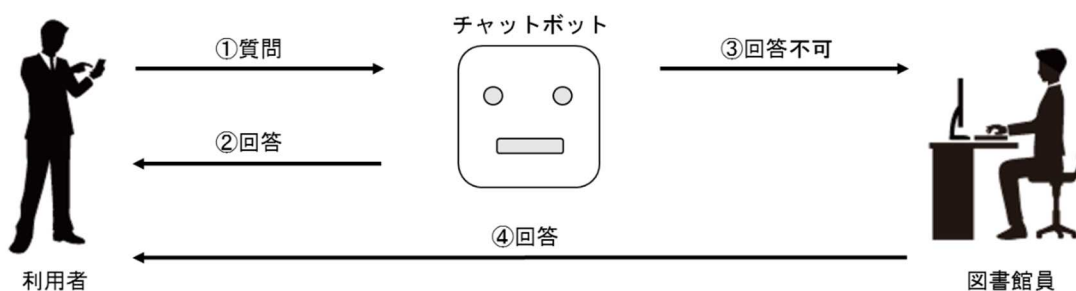 チャットボット
①質問
③回答不可
②回答
④回答
利用者
図書館員